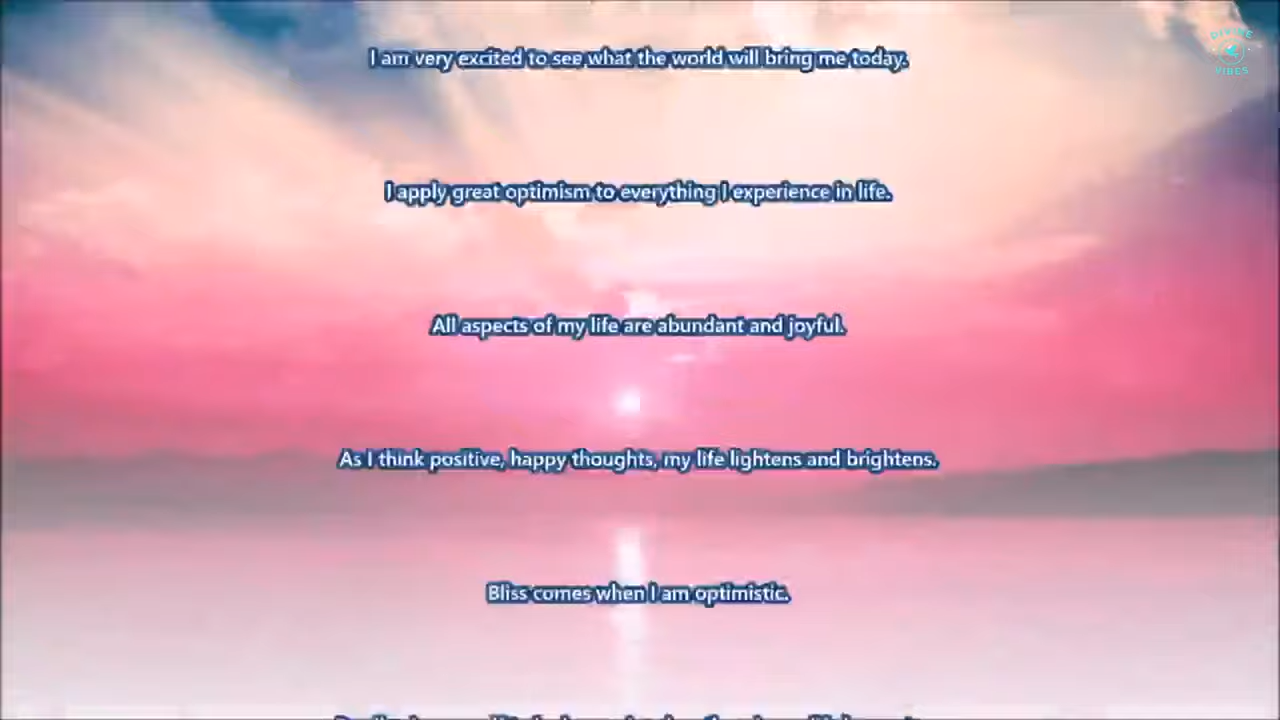 DIVINE
VIBES
I am very excited to see what the world will bring me today.
I apply great optimism to everything I experience in life.
All aspects of my life are abundant and joyful.
As I think positive, happy thoughts, my life lightens and brightens.
Bliss comes when I am optimistic.